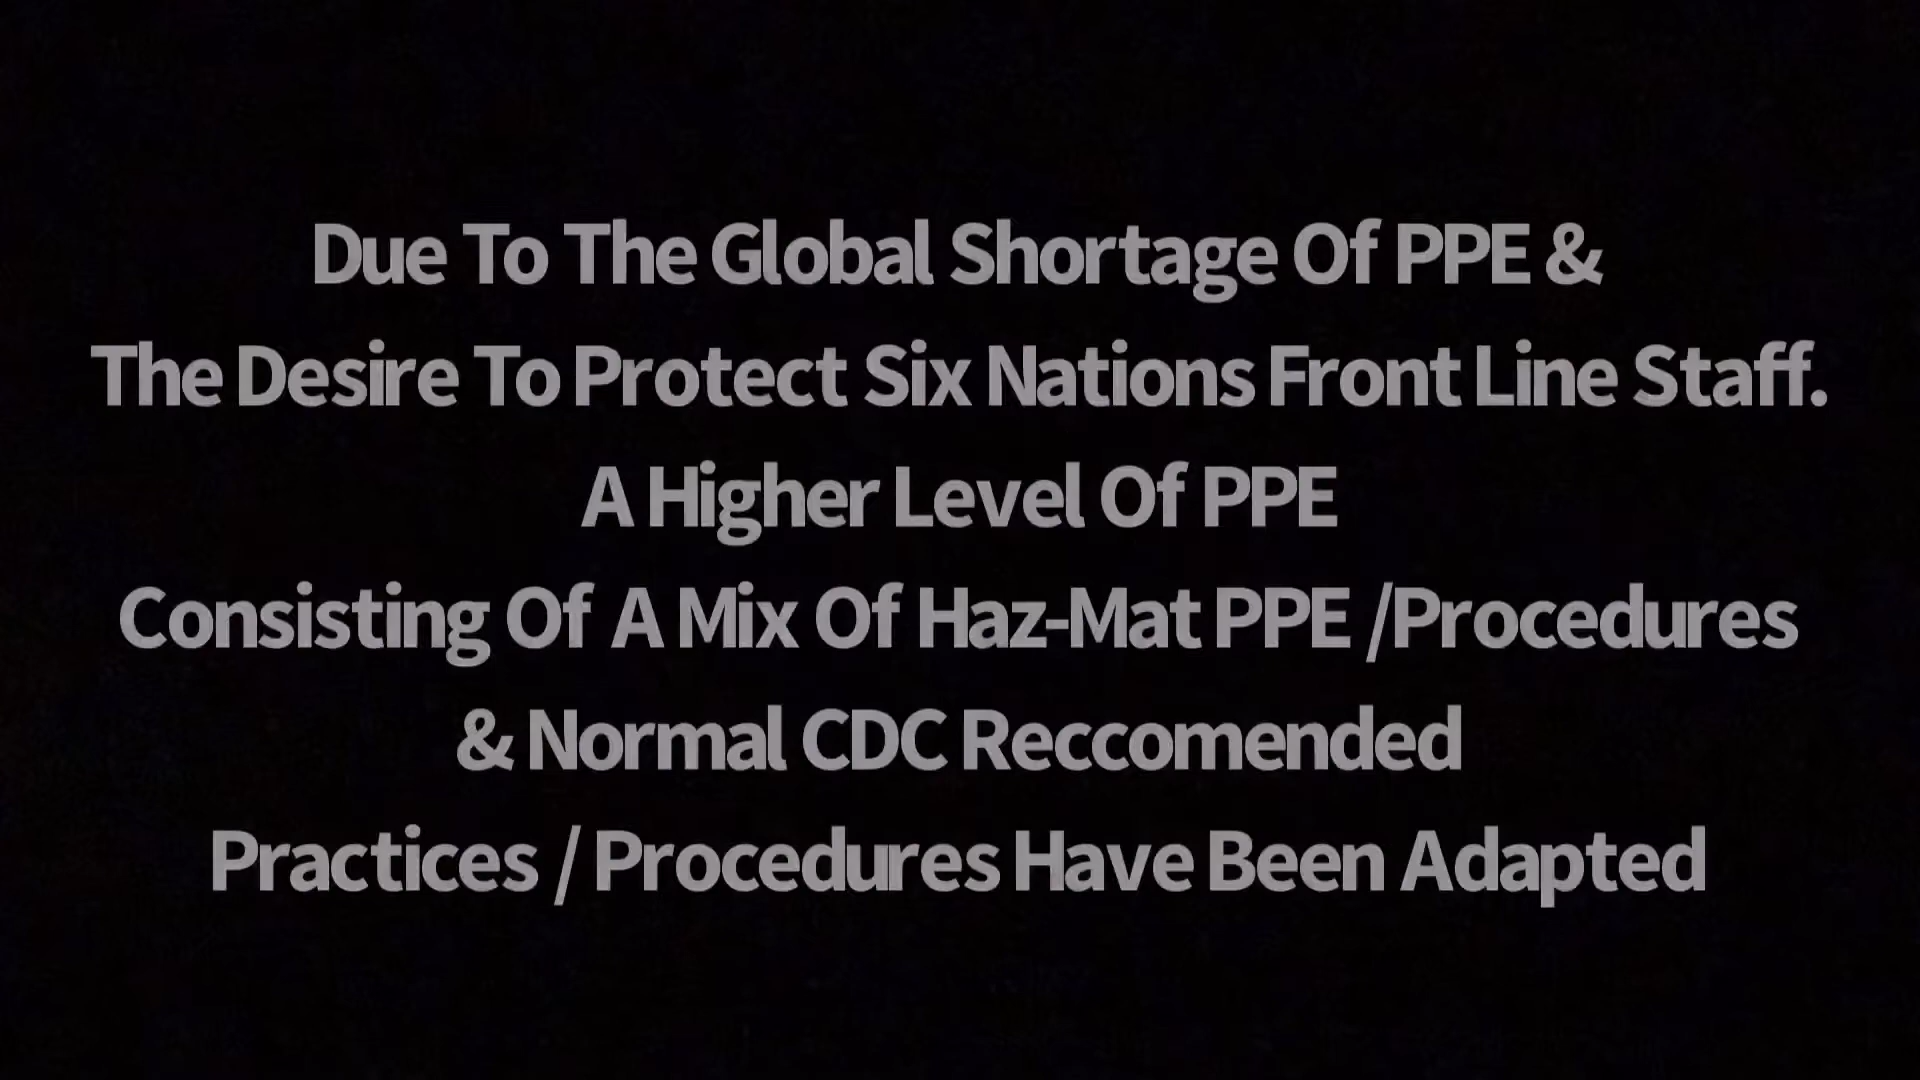 Due To The Global Shortage Of PPE &
The Desire To Protect Six Nations Front Line Staff.
A Higher Level Of PPE
Consisting Of A Mix Of Haz-Mat PPE /Procedures
& Normal CDC Reccomended
Practices / Procedures Have Been Adapted